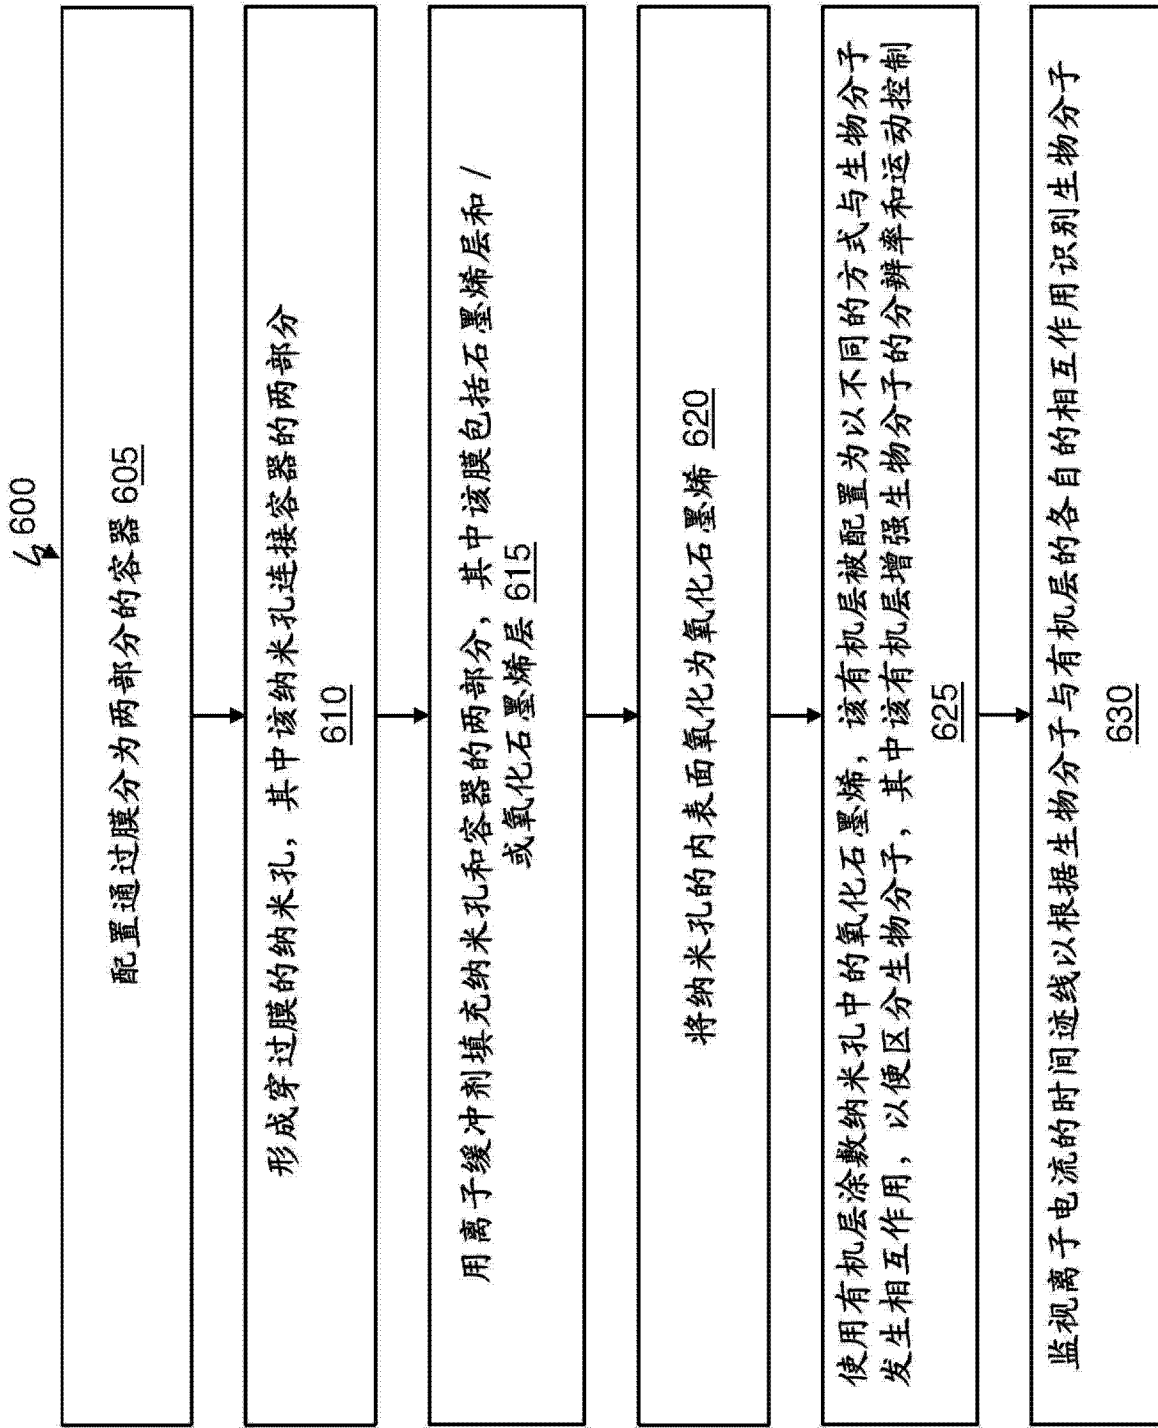 600
配置通过膜分为两部分的容器 605
形成穿过膜的纳米孔，其中该纳米孔连接容器的两部分
610
用离子缓冲剂填充纳米孔和容器的两部分，其中该膜包括石墨烯层和/
或氧化石墨烯层 615
将纳米孔的内表面氧化为氧化石墨烯 620
使用有机层涂敷纳米孔中的氧化石墨烯，该有机层被配置为以不同的方式与生物分子
发生相互作用，以便区分生物分子，其中该有机层增强生物分子的分辨率和运动控制
625
监视离子电流的时间迹线以根据生物分子与有机层的各自的相互作用识别生物分子
630